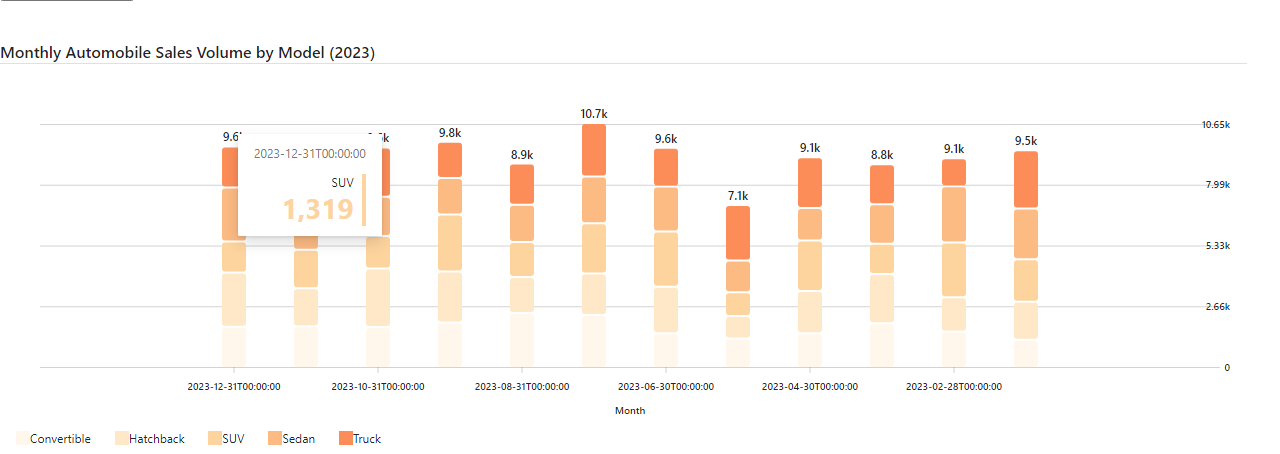 Monthly Automobile Sales Volume by Model (2023)
10.7k
9.8k
9.6k
9.1k
9.1k
9.5k
8.9k
8.8k
7.1k
2023-12-31T00:00:00
SUV
1,319
10.65k
7.99k
5.33k
2.66k
0
2023-12-31T00:00:00 2023-10-31T00:00:00 2023-08-31T00:00:00 2023-06-30T00:00:00 2023-04-30T00:00:00 2023-02-28T00:00:00
Month
Convertible Hatchback SUV Sedan Truck